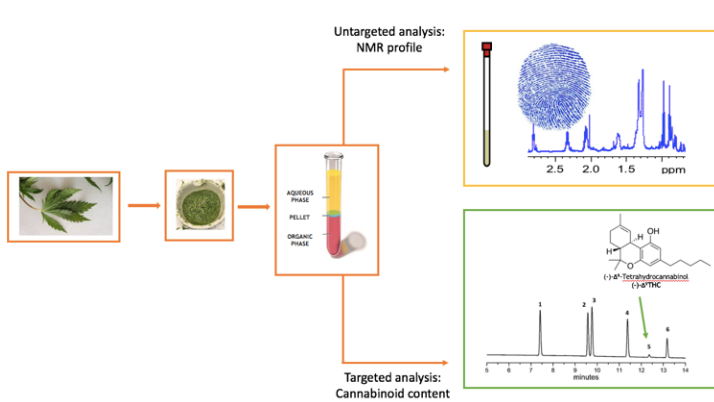 Untargeted analysis:
NMR profile
2.5 2.0 1.5 ppm
AQUEOUS
PHASE
PELLET
ORGANIC
PHASE
OH
H
H
O
(-)-Δ⁹-Tetrahydrocannabinol
(-)-Δ⁹THC
1 2 3 4 5 6
5 6 7 8 9 10 11 12 13 14
minutes
Targeted analysis:
Cannabinoid content